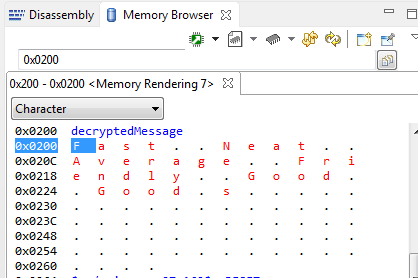 Disassembly Memory Browser
0x0200
0x200 - 0x0200 <Memory Rendering 7>
Character
0x0200 decryptedMessage
0x0200 F a s t . . N e a t . .
0x020C A v e r a g e . . F r i
0x0218 e n d l y . . G o o d .
0x0224 . G o o d . s . . . . .
0x0230 . . . . . . . . . . . .
0x023C . . . . . . . . . . . .
0x0248 . . . . . . . . . . . .
0x0254 . . . . . . . . . . . .
0x0260 . . . .